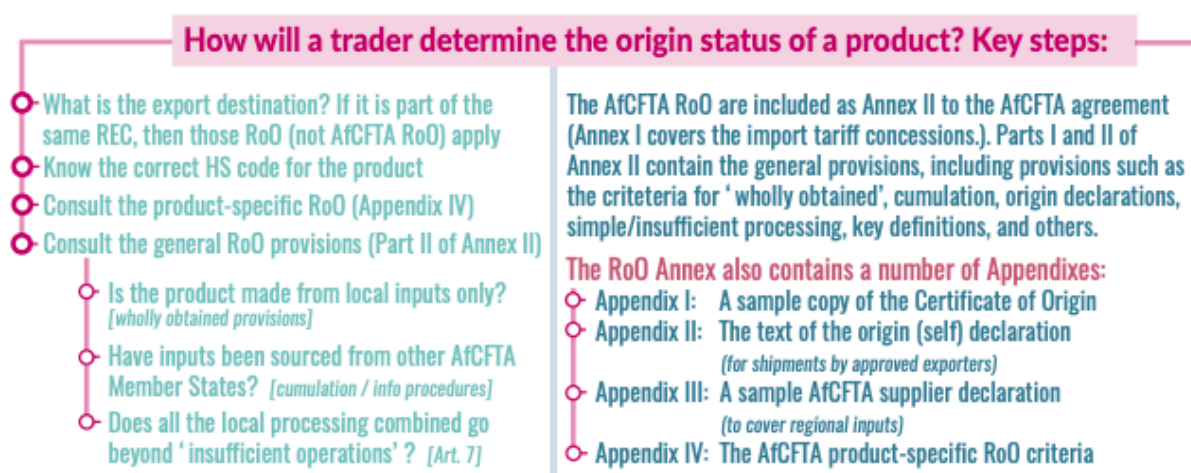 How will a trader determine the origin status of a product? Key steps:
What is the export destination? If it is part of the
same REC, then those RoO (not AfCFTA RoO) apply
Know the correct HS code for the product
Consult the product-specific RoO (Appendix IV)
Consult the general RoO provisions (Part II of Annex II)
Is the product made from local inputs only?
[wholly obtained provisions]
Have inputs been sourced from other AfCFTA
Member States? [cumulation / info procedures]
Does all the local processing combined go
beyond ‘ insufficient operations’ ? [Art. 7]
The AfCFTA RoO are included as Annex II to the AfCFTA agreement
(Annex I covers the import tariff concessions.). Parts I and II of
Annex II contain the general provisions, including provisions such as
the criteteria for ‘ wholly obtained’, cumulation, origin declarations,
simple/insufficient processing, key definitions, and others.
The RoO Annex also contains a number of Appendixes:
Appendix I: A sample copy of the Certificate of Origin
Appendix II: The text of the origin (self) declaration
(for shipments by approved exporters)
Appendix III: A sample AfCFTA supplier declaration
(to cover regional inputs)
Appendix IV: The AfCFTA product-specific RoO criteria